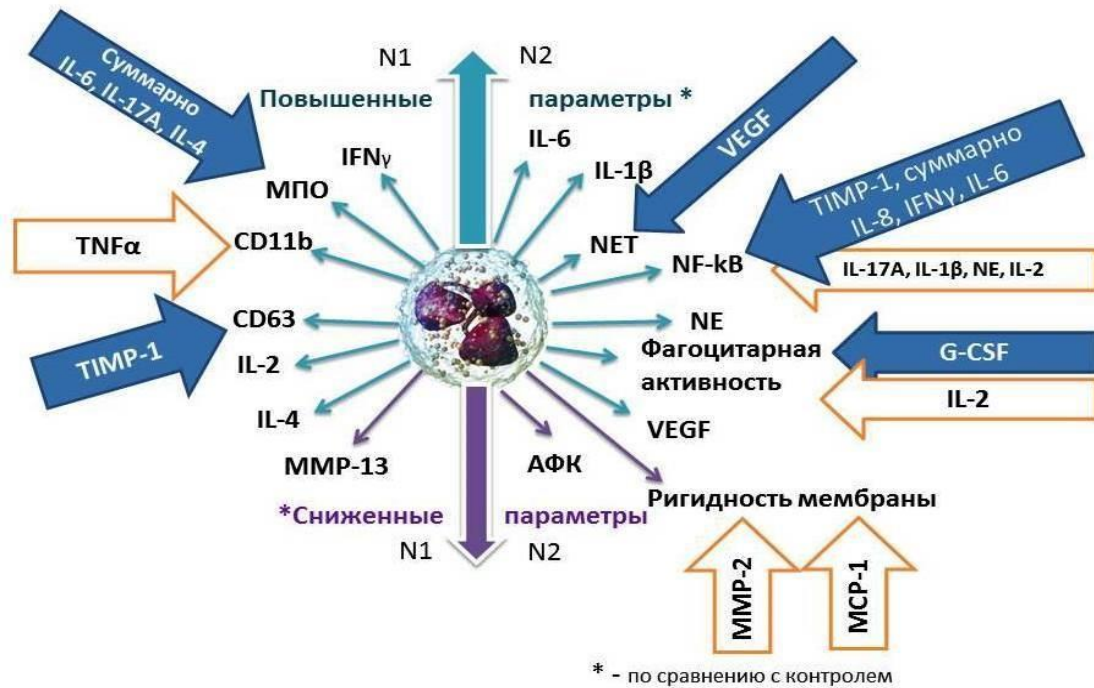 N1
N2
Суммарно
IL-6, IL-17A, IL-4
Повышенные
параметры *
VEGF
IL-6
IFNγ
IL-1β
МПО
TIMP-1, суммарно
IL-8, IFNγ, IL-6
TNFα
CD11b
NET
NF-kB
IL-17A, IL-1β, NE, IL-2
TIMP-1
CD63
NE
IL-2
Фагоцитарная
активность
G-CSF
IL-2
IL-4
VEGF
MMP-13
АФК
Ригидность мембраны
*Сниженные
параметры
N1
N2
MMP-2
MCP-1
* - по сравнению с контролем